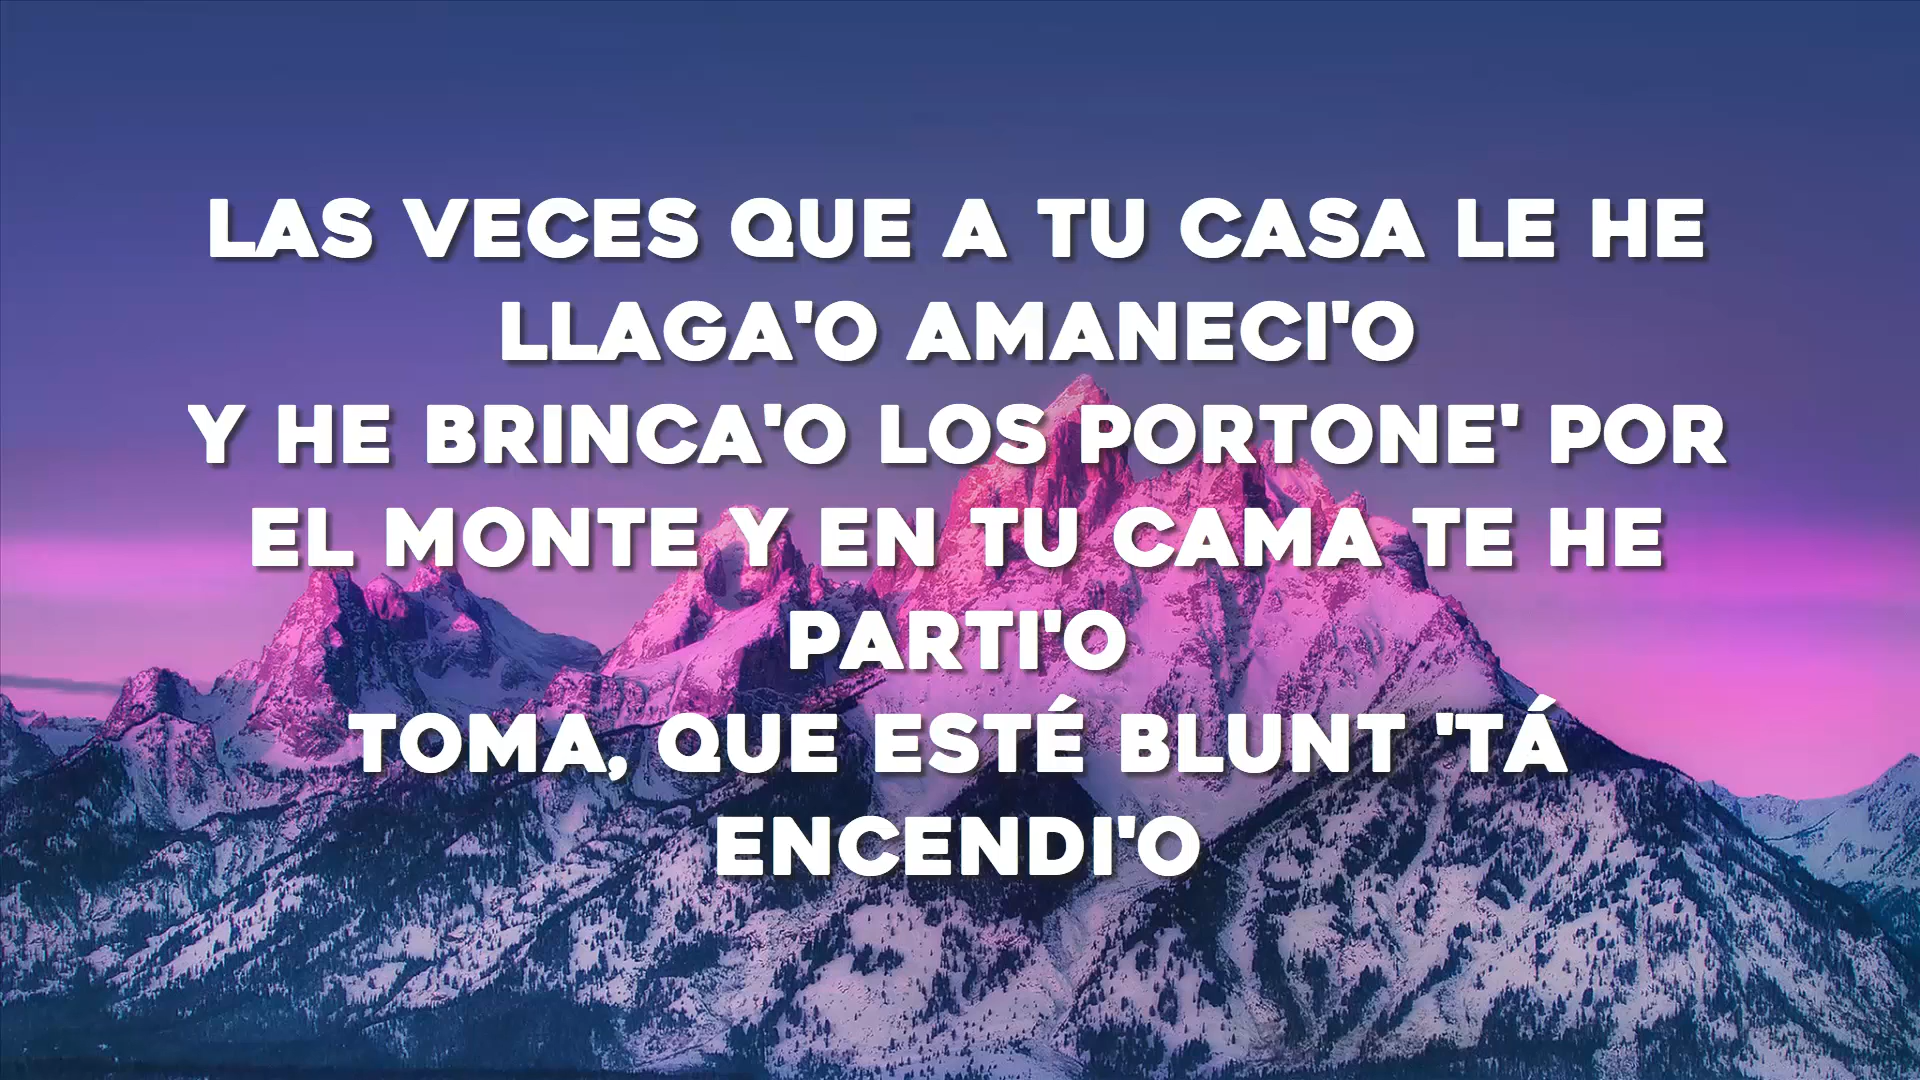 LAS VECES QUE A TU CASA LE HE
LLAGA'O AMANECI'O
Y HE BRINCA'O LOS PORTONE' POR
EL MONTE Y EN TU CAMA TE HE
PARTI'O
TOMA, QUE ESTÉ BLUNT 'TÁ
ENCENDI'O